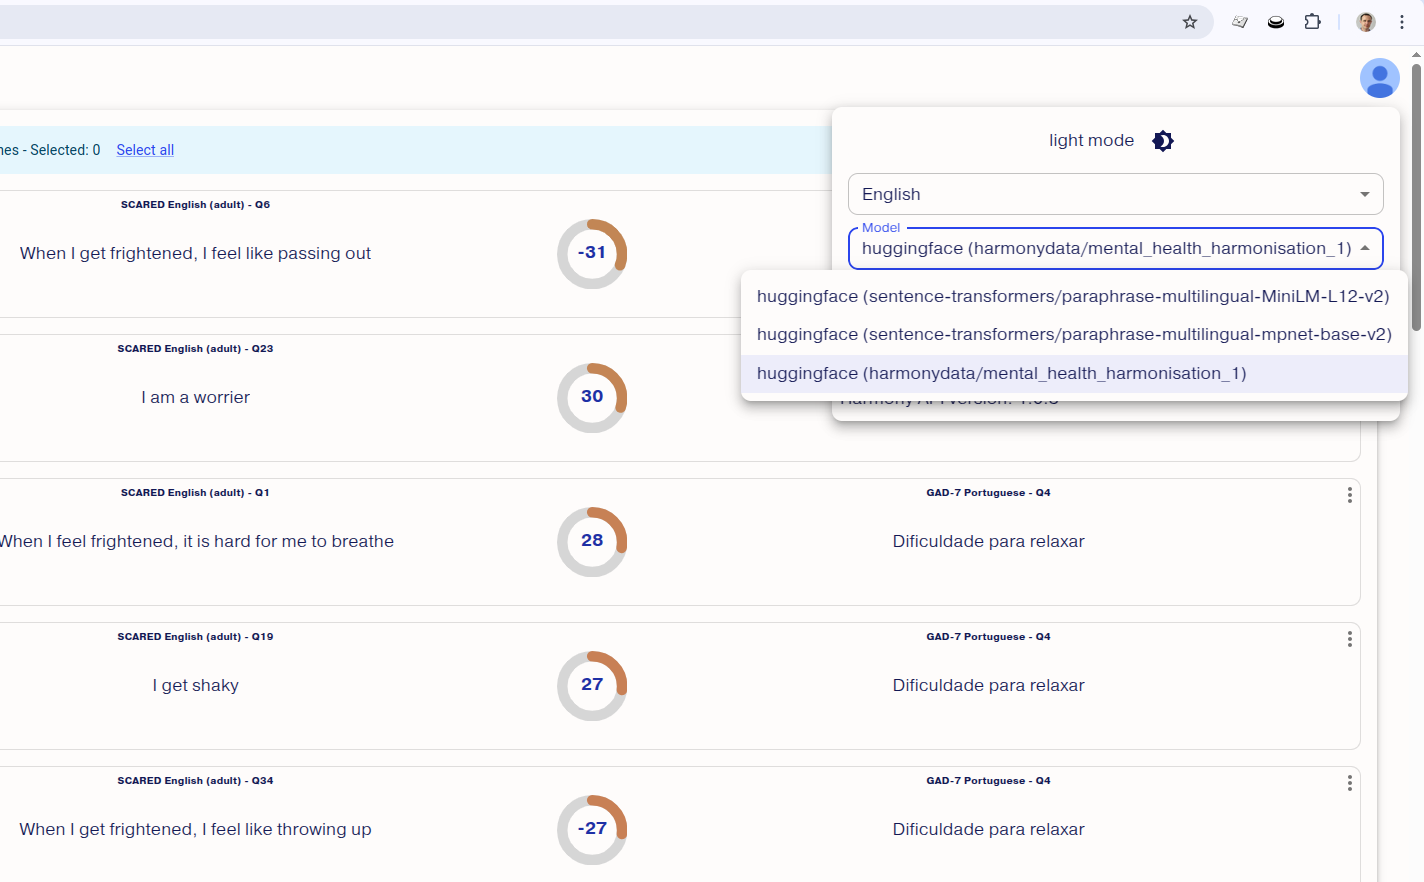 nes - Selected: 0 Select all
light mode
English
Model
huggingface (harmonydata/mental_health_harmonisation_1)
huggingface (sentence-transformers/paraphrase-multilingual-MiniLM-L12-v2)
huggingface (sentence-transformers/paraphrase-multilingual-mpnet-base-v2)
huggingface (harmonydata/mental_health_harmonisation_1)
SCARED English (adult) - Q6
When I get frightened, I feel like passing out
-31
SCARED English (adult) - Q23
I am a worrier
30
SCARED English (adult) - Q1
When I feel frightened, it is hard for me to breathe
28
GAD-7 Portuguese - Q4
Dificuldade para relaxar
SCARED English (adult) - Q19
I get shaky
27
GAD-7 Portuguese - Q4
Dificuldade para relaxar
SCARED English (adult) - Q34
When I get frightened, I feel like throwing up
-27
GAD-7 Portuguese - Q4
Dificuldade para relaxar